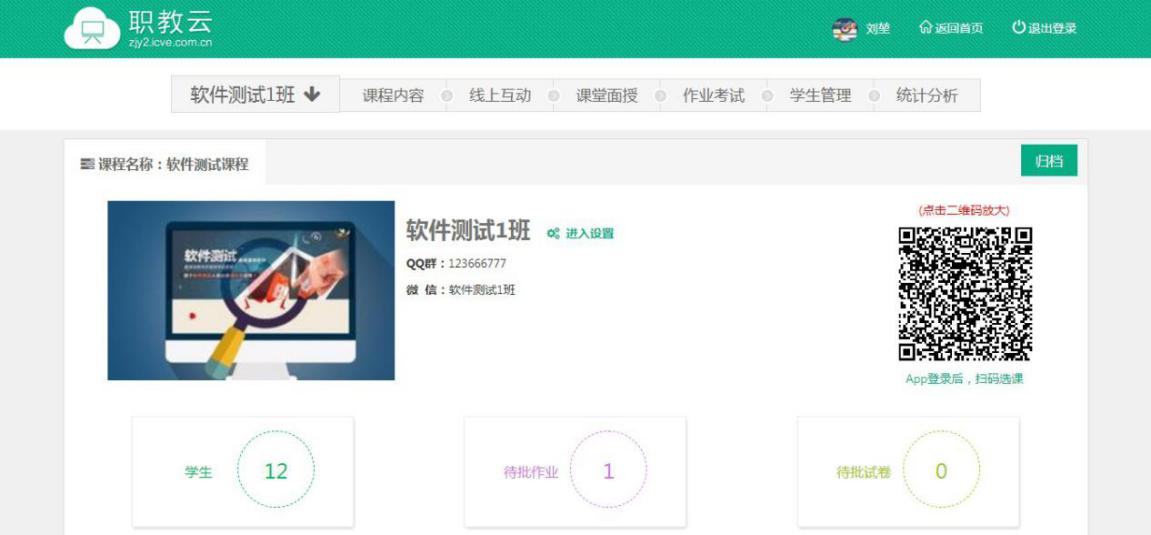 职教云
zjy2.icve.com.cn
刘堃 返回首页 退出登录
软件测试1班 课程内容 线上互动 课堂面授 作业考试 学生管理 统计分析
课程名称：软件测试课程
归档
(点击二维码放大)
软件测试
软件测试1班 进入设置
QQ群：123666777
微 信：软件测试1班
App登录后，扫码选课
学生 12
待批作业 1
待批试卷 0